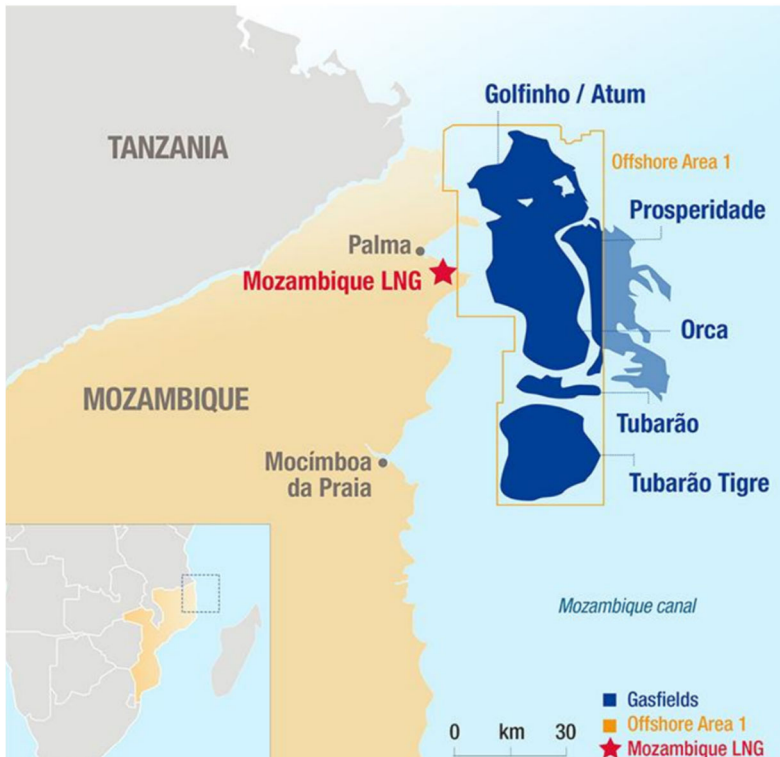 Golfinho / Atum
TANZANIA
Offshore Area 1
Prosperidade
Palma
Mozambique LNG
Orca
MOZAMBIQUE
Tubarão
Mocímboa
da Praia
Tubarão Tigre
Mozambique canal
Gasfields
0 km 30
Offshore Area 1
Mozambique LNG